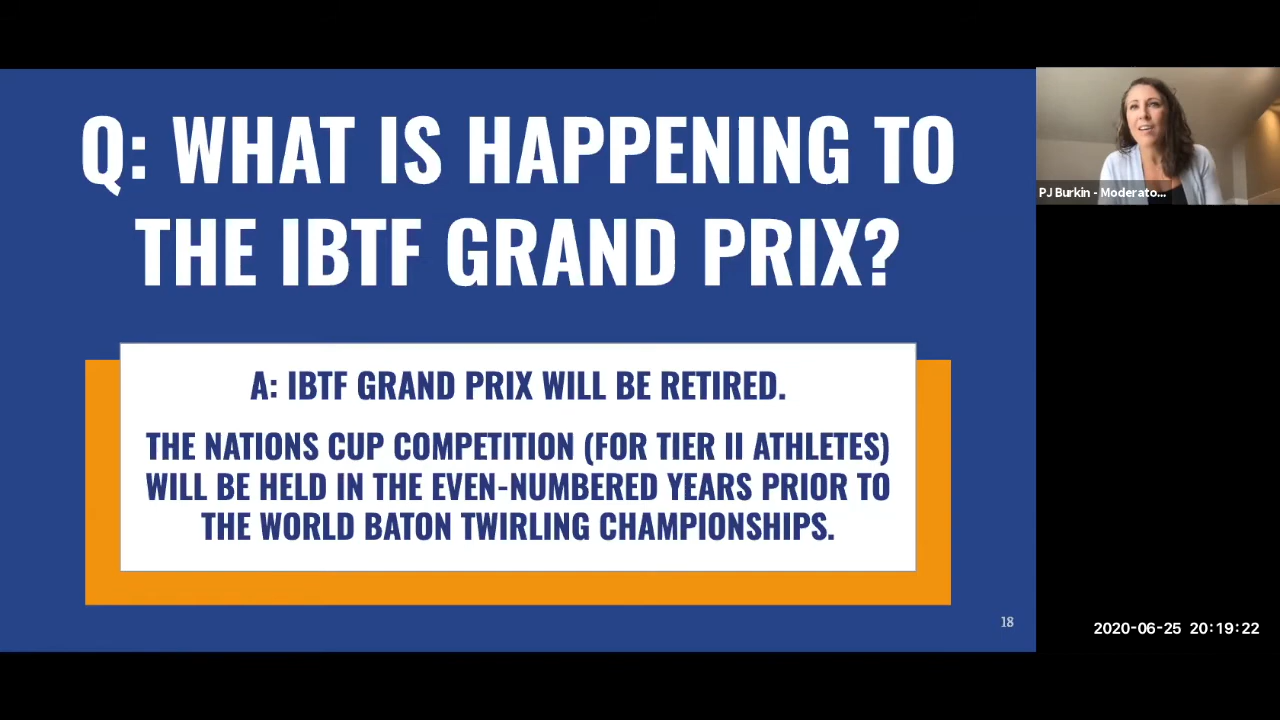 Q: WHAT IS HAPPENING TO
THE IBTF GRAND PRIX?
A: IBTF GRAND PRIX WILL BE RETIRED.
THE NATIONS CUP COMPETITION (FOR TIER II ATHLETES)
WILL BE HELD IN THE EVEN-NUMBERED YEARS PRIOR TO
THE WORLD BATON TWIRLING CHAMPIONSHIPS.
18
PJ Burkin - Moderato...
2020-06-25 20:19:22